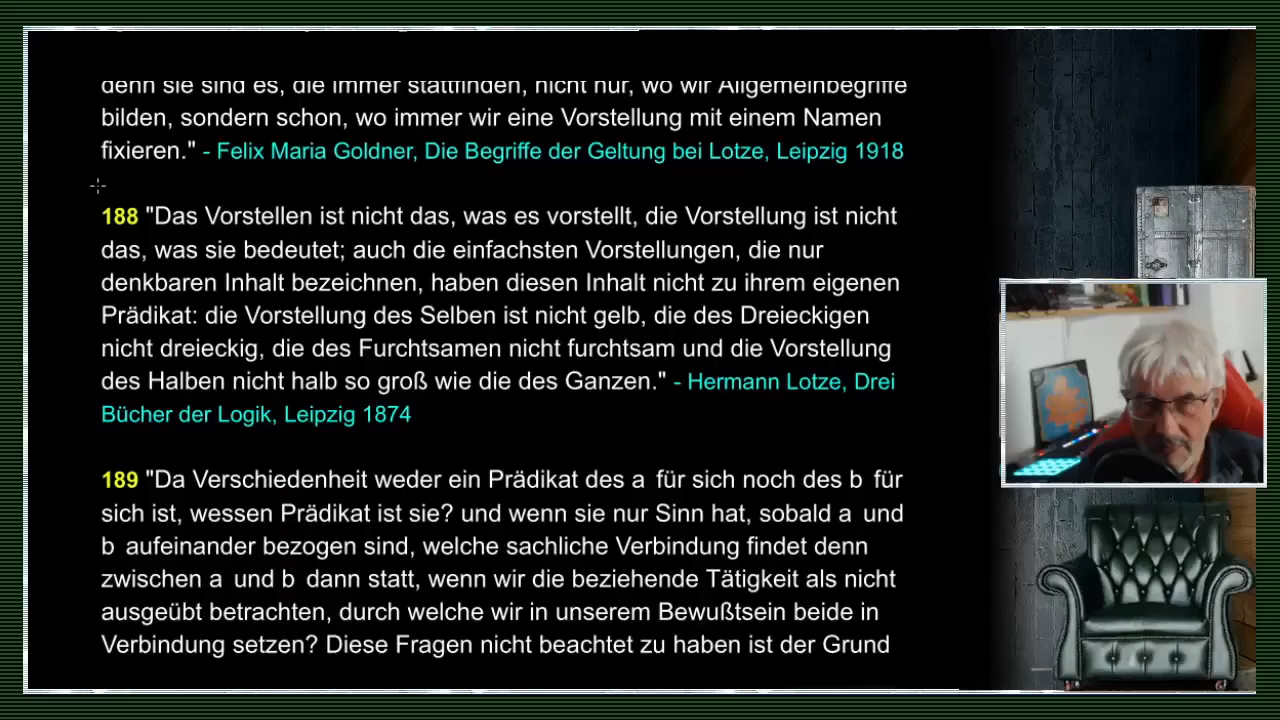 denn sie sind es, die immer stattfinden, nicht nur, wo wir Allgemeinbegriffe
bilden, sondern schon, wo immer wir eine Vorstellung mit einem Namen
fixieren." - Felix Maria Goldner, Die Begriffe der Geltung bei Lotze, Leipzig 1918
188 "Das Vorstellen ist nicht das, was es vorstellt, die Vorstellung ist nicht
das, was sie bedeutet; auch die einfachsten Vorstellungen, die nur
denkbaren Inhalt bezeichnen, haben diesen Inhalt nicht zu ihrem eigenen
Prädikat: die Vorstellung des Selben ist nicht gelb, die des Dreieckigen
nicht dreieckig, die des Furchtsamen nicht furchtsam und die Vorstellung
des Halben nicht halb so groß wie die des Ganzen." - Hermann Lotze, Drei
Bücher der Logik, Leipzig 1874
189 "Da Verschiedenheit weder ein Prädikat des a für sich noch des b für
sich ist, wessen Prädikat ist sie? und wenn sie nur Sinn hat, sobald a und
b aufeinander bezogen sind, welche sachliche Verbindung findet denn
zwischen a und b dann statt, wenn wir die beziehende Tätigkeit als nicht
ausgeübt betrachten, durch welche wir in unserem Bewußtsein beide in
Verbindung setzen? Diese Fragen nicht beachtet zu haben ist der Grund